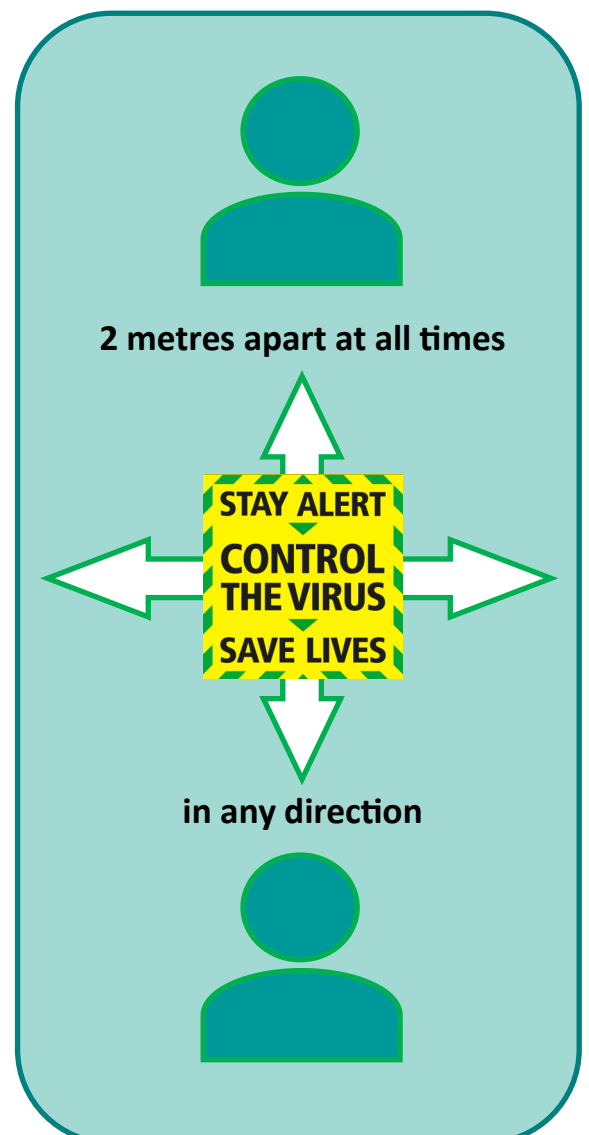 2 metres apart at all times
STAY ALERT
CONTROL
THE VIRUS
SAVE LIVES
in any direction